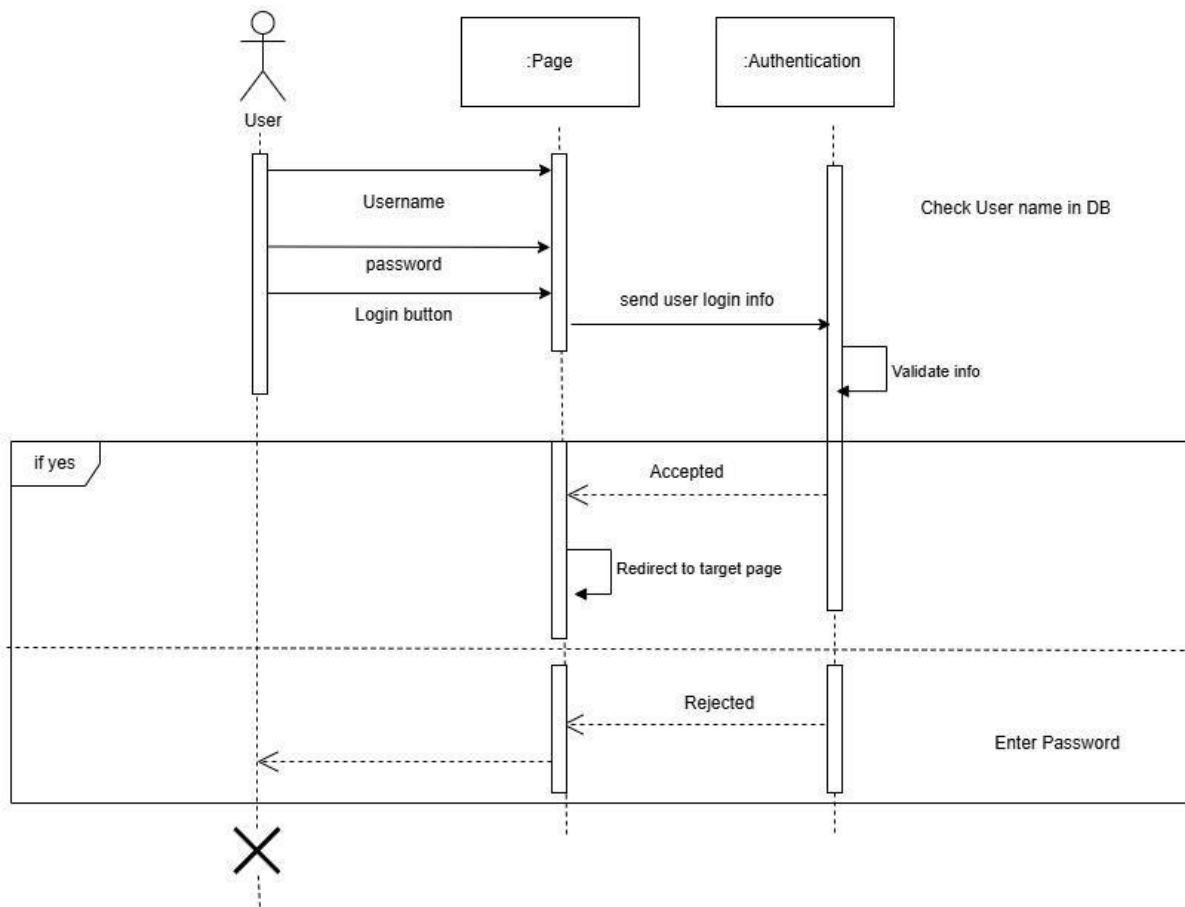 :Page
:Authentication
User
Username
Check User name in DB
password
Login button
send user login info
Validate info
if yes
Accepted
Redirect to target page
Rejected
Enter Password